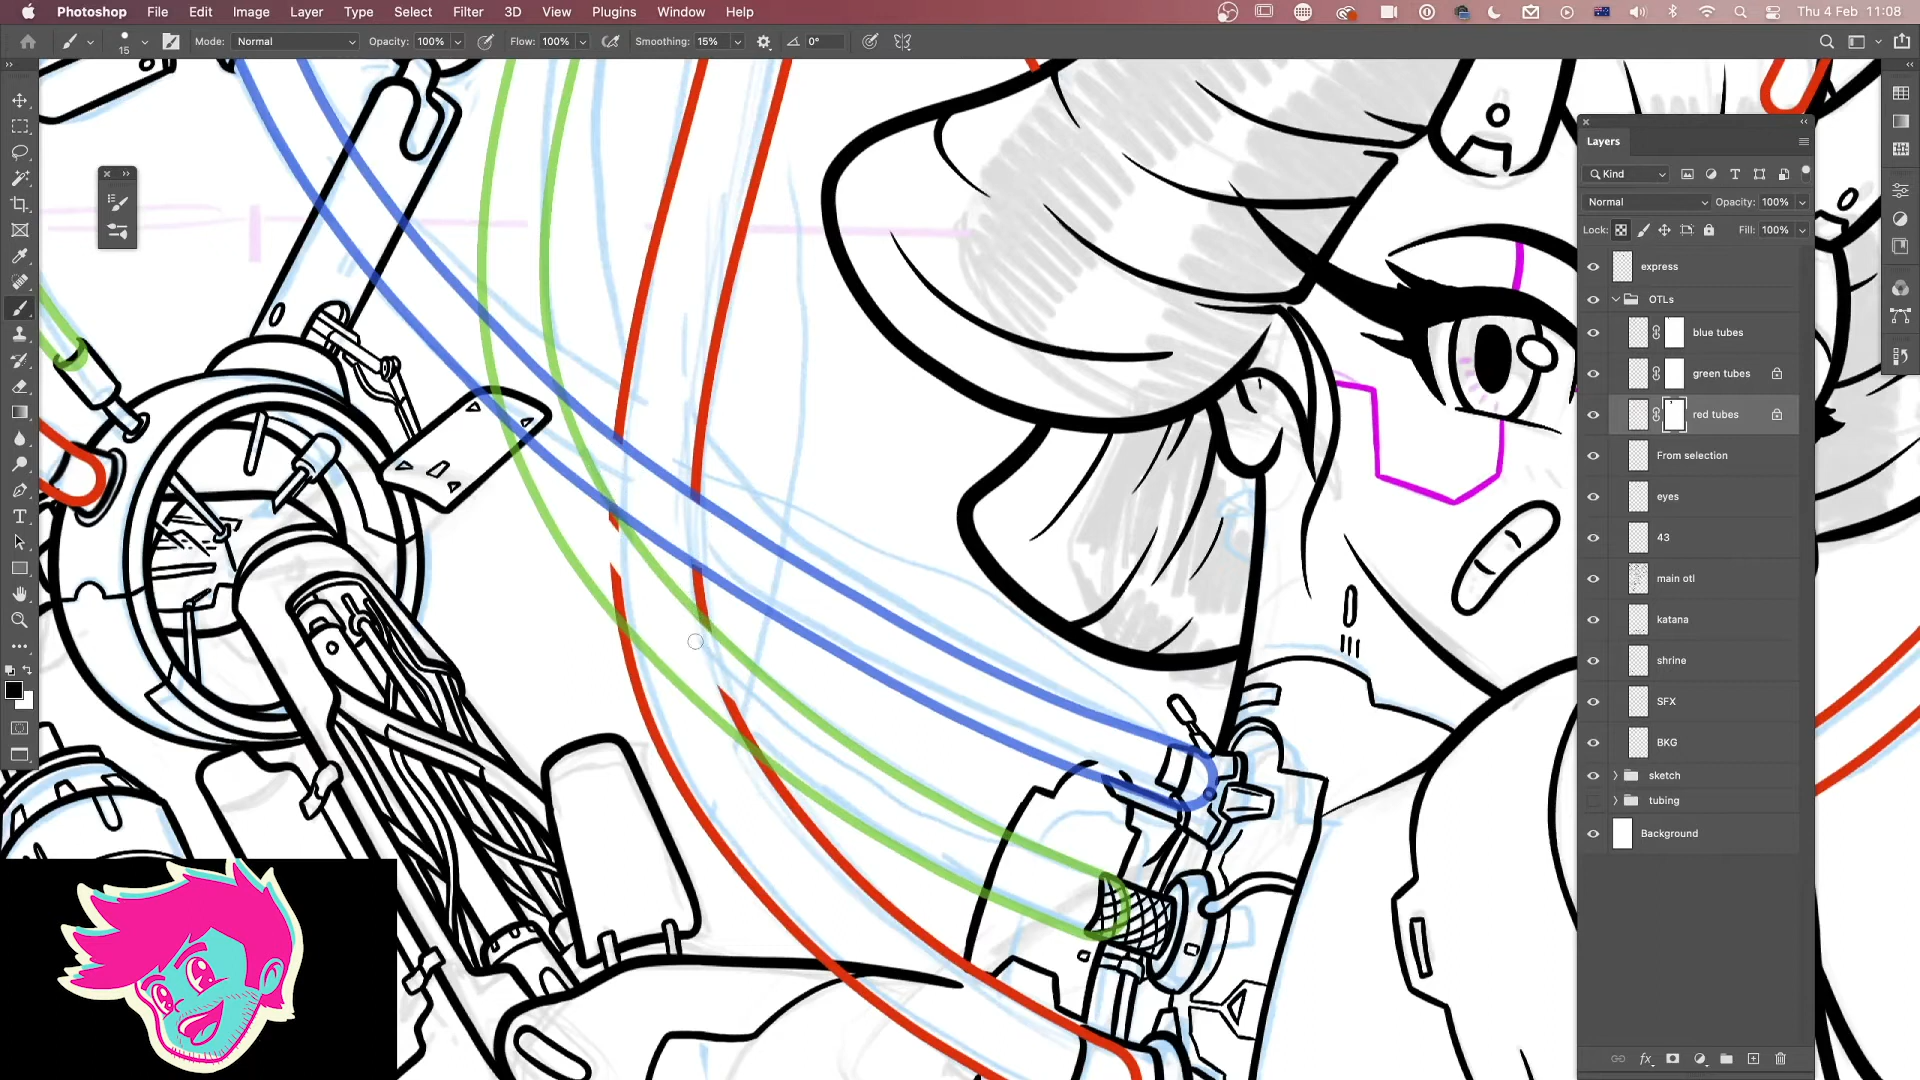 Photoshop File Edit Image Layer Type Select Filter 3D View Plugins Window Help Thu 4 Feb 11:08
15 Mode: Normal Opacity: 100% Flow: 100% Smoothing: 15% 0°
Layers
Kind
Normal Opacity: 100%
Lock: Fill: 100%
express
OTLs
blue tubes
green tubes
red tubes
From selection
eyes
43
main otl
katana
shrine
SFX
BKG
sketch
tubing
Background